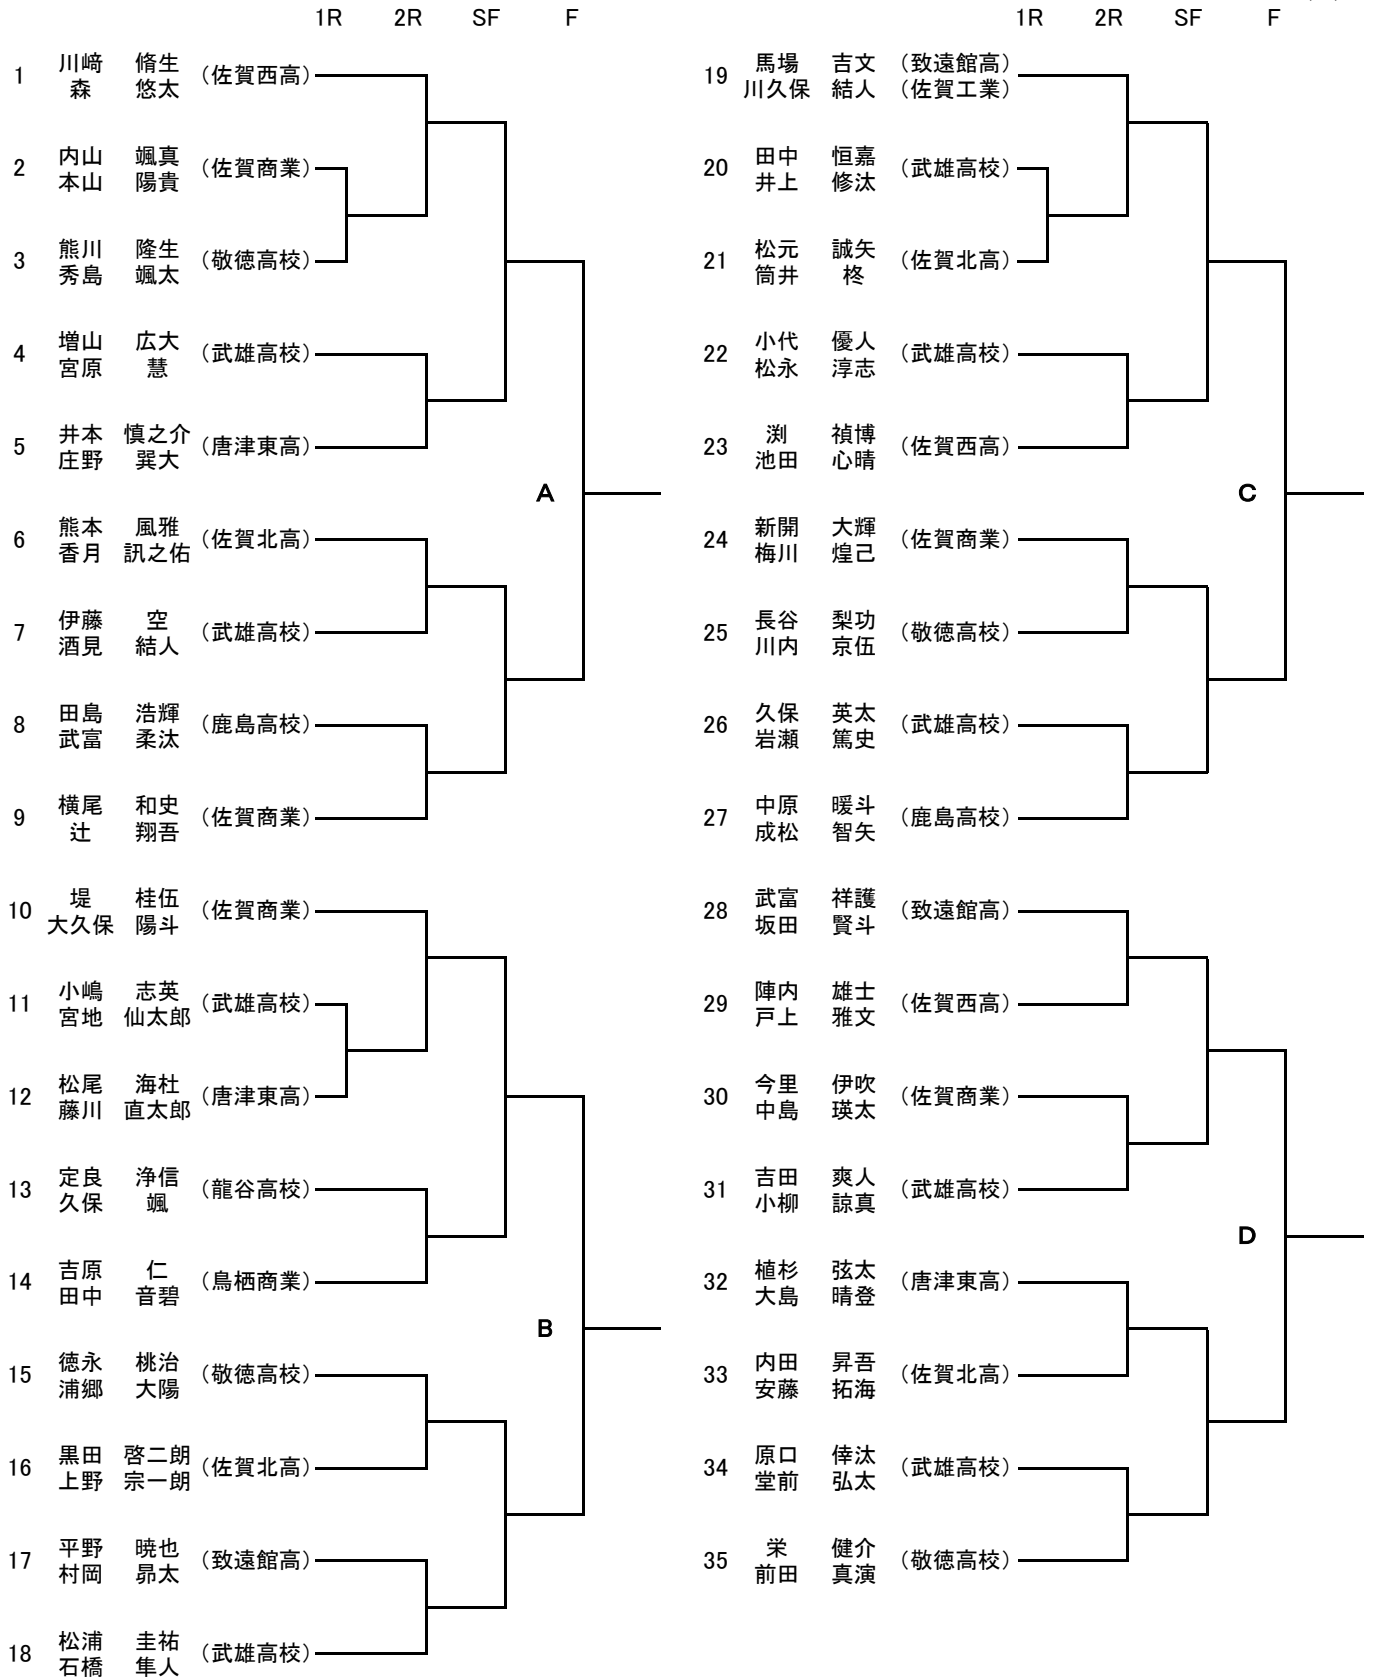 1R 2R SF F
1 川﨑 脩生 (佐賀西高)
森 悠太
2 内山 颯真 (佐賀商業)
本山 陽貴
3 熊川 隆生 (敬徳高校)
秀島 颯太
4 増山 広大 (武雄高校)
宮原 慧
5 井本 慎之介 (唐津東高)
庄野 巽大
A
6 熊本 風雅 (佐賀北高)
香月 訊之佑
7 伊藤 空 (武雄高校)
酒見 結人
8 田島 浩輝 (鹿島高校)
武富 柔汰
9 横尾 和史 (佐賀商業)
辻 翔吾
10 堤 桂伍 (佐賀商業)
大久保 陽斗
11 小嶋 志英 (武雄高校)
宮地 仙太郎
12 松尾 海杜 (唐津東高)
藤川 直太郎
13 定良 浄信 (龍谷高校)
久保 颯
14 吉原 仁 (鳥栖商業)
田中 音碧
B
15 徳永 桃治 (敬徳高校)
浦郷 大陽
16 黒田 啓二朗 (佐賀北高)
上野 宗一朗
17 平野 暁也 (致遠館高)
村岡 昴太
18 松浦 圭祐 (武雄高校)
石橋 隼人
1R 2R SF F
19 馬場 吉文 (致遠館高)
川久保 結人 (佐賀工業)
20 田中 恒嘉 (武雄高校)
井上 修汰
21 松元 誠矢 (佐賀北高)
筒井 柊
22 小代 優人 (武雄高校)
松永 淳志
23 渕 禎博 (佐賀西高)
池田 心晴
C
24 新開 大輝 (佐賀商業)
梅川 煌己
25 長谷 梨功 (敬徳高校)
川内 京伍
26 久保 英太 (武雄高校)
岩瀬 篤史
27 中原 暖斗 (鹿島高校)
成松 智矢
28 武富 祥護 (致遠館高)
坂田 賢斗
29 陣内 雄士 (佐賀西高)
戸上 雅文
30 今里 伊吹 (佐賀商業)
中島 瑛太
31 吉田 爽人 (武雄高校)
小柳 諒真
D
32 植杉 弦太 (唐津東高)
大島 晴登
33 内田 昇吾 (佐賀北高)
安藤 拓海
34 原口 倖汰 (武雄高校)
堂前 弘太
35 栄 健介 (敬徳高校)
前田 真演